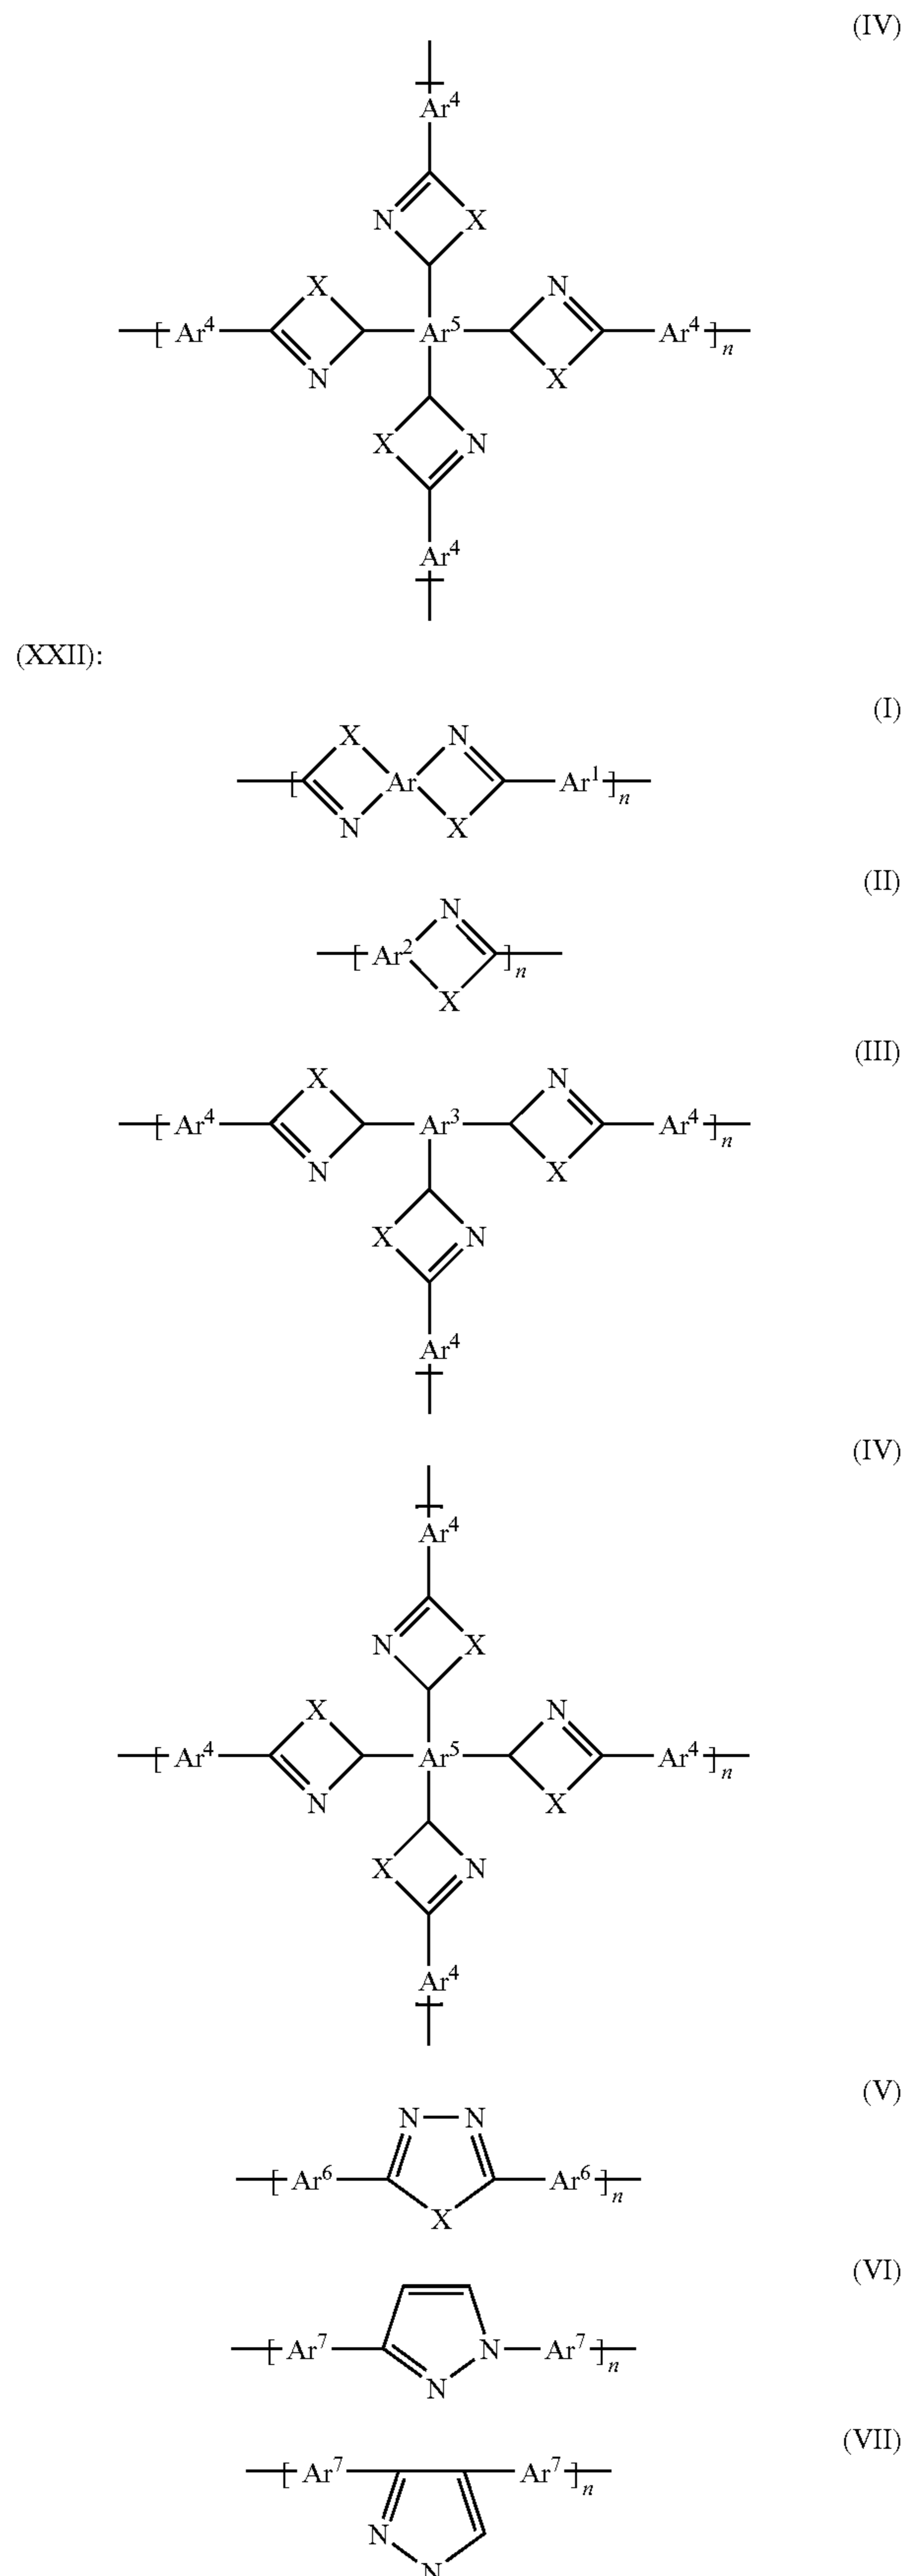 (IV)
Ar⁴
N X
X N
[ Ar⁴ Ar⁵ Ar⁴ ]n
N X
X N
Ar⁴
(XXII):
(I)
X N
[ Ar Ar¹ ]n
N X
(II)
N
[ Ar² ]n
X
(III)
X N
[ Ar⁴ Ar³ Ar⁴ ]n
N X
X N
Ar⁴
(IV)
Ar⁴
N X
X N
[ Ar⁴ Ar⁵ Ar⁴ ]n
N X
X N
Ar⁴
(V)
N N
[ Ar⁶ Ar⁶ ]n
X
(VI)
[ Ar⁷ N Ar⁷ ]n
N
(VII)
[ Ar⁷ Ar⁷ ]n
N
N